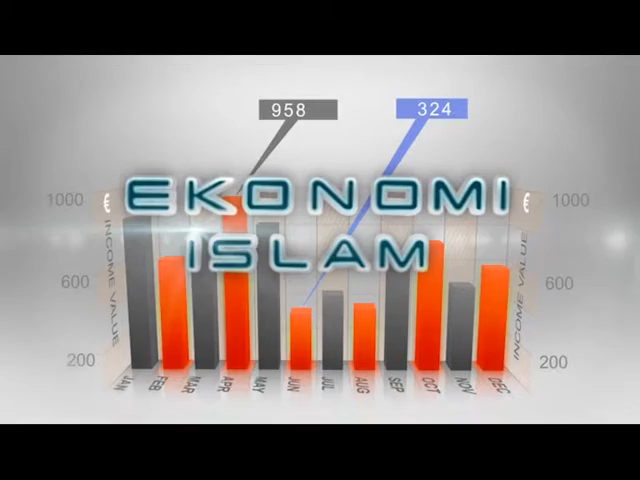 958
324
EKONOMI
ISLAM
1000
1000
€
€
INCOME VALUE
INCOME VALUE
600
600
200
200
JAN FEB MAR APR MAY JUN JUL AUG SEP OCT NOV DEC